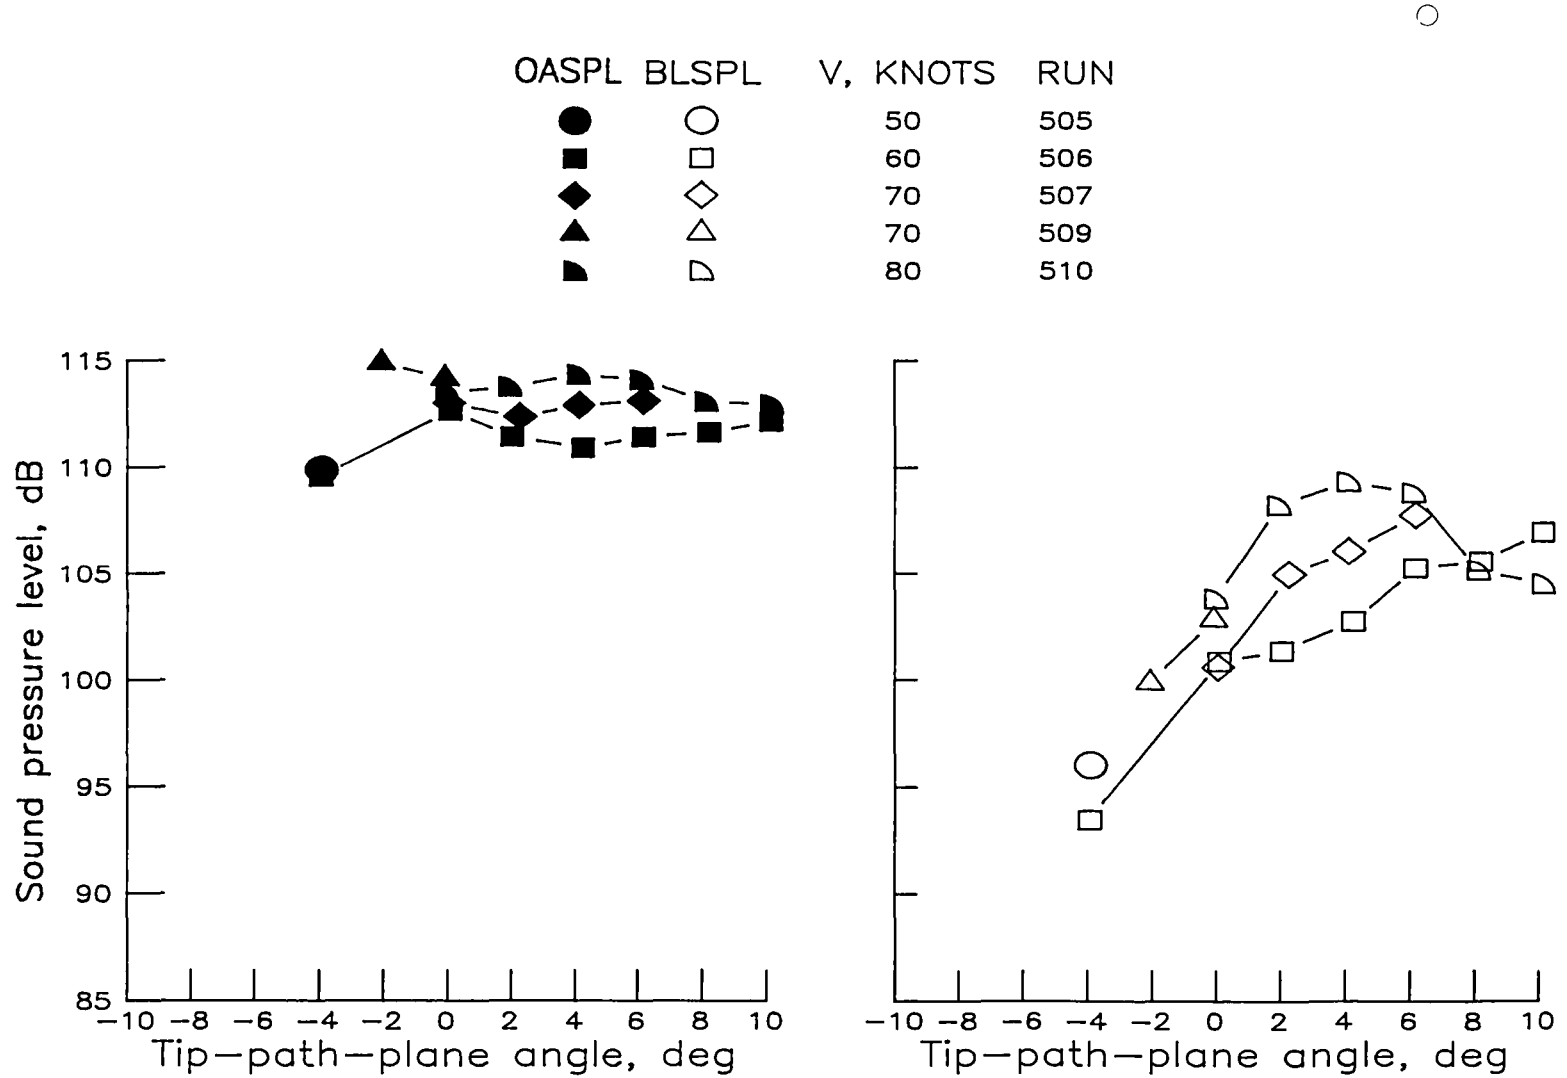 OASPL BLSPL V, KNOTS RUN
50 505
60 506
70 507
70 509
80 510
115
110
105
100
95
90
85
Sound pressure level, dB
-10 -8 -6 -4 -2 0 2 4 6 8 10
Tip-path-plane angle, deg
-10 -8 -6 -4 -2 0 2 4 6 8 10
Tip-path-plane angle, deg